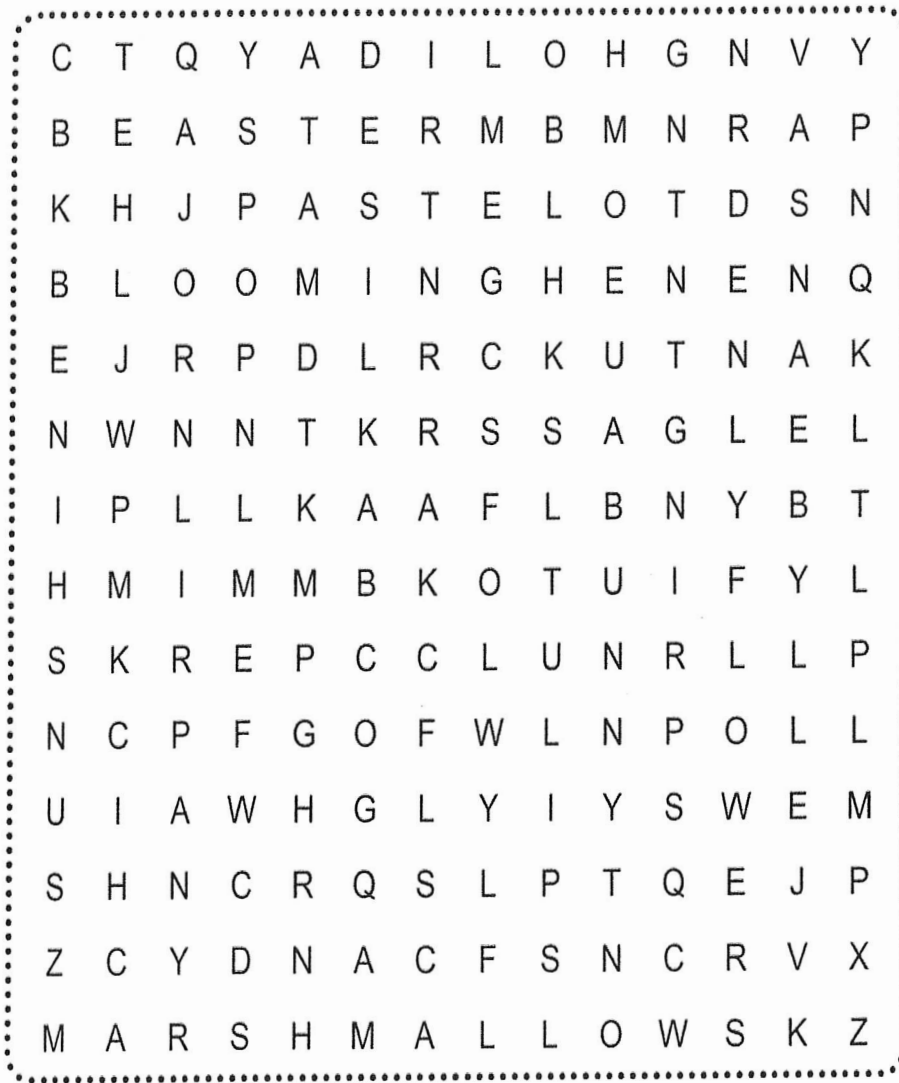 C T Q Y A D I L O H G N V Y
B E A S T E R M B M N R A P
K H J P A S T E L O T D S N
B L O O M I N G H E N E N Q
E J R P D L R C K U T N A K
N W N N T K R S S A G L E L
I P L L K A A F L B N Y B T
H M I M M B K O T U I F Y L
S K R E P C C L U N R L L P
N C P F G O F W L N P O L L
U I A W H G L Y I Y S W E M
S H N C R Q S L P T Q E J P
Z C Y D N A C F S N C R V X
M A R S H M A L L O W S K Z